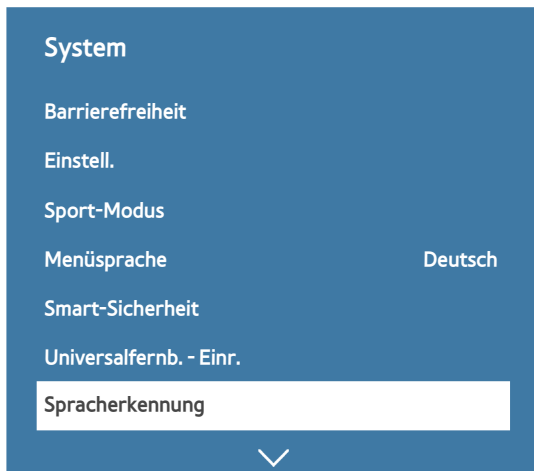 System
Barrierefreiheit
Einstell.
Sport-Modus
Menüsprache Deutsch
Smart-Sicherheit
Universalfernb. - Einr.
Spracherkennung